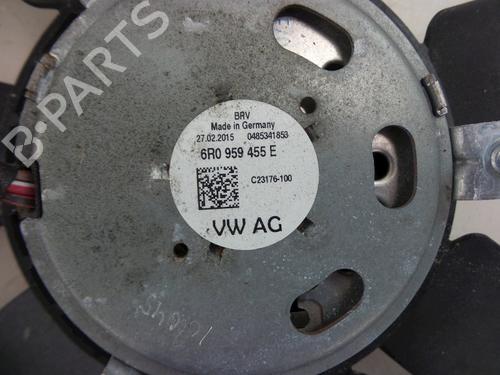 B-PARTS
BRV
Made in Germany
27.02.2015 0485341853
6R0 959 455 E
C23176-100
VW AG